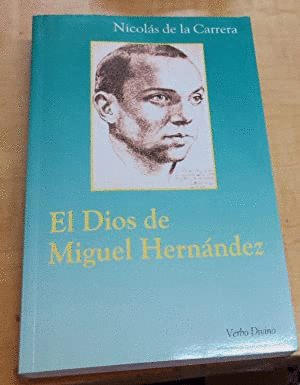 Nicolás de la Carrera
El Dios de
Miguel Hernández
Verbo Divino